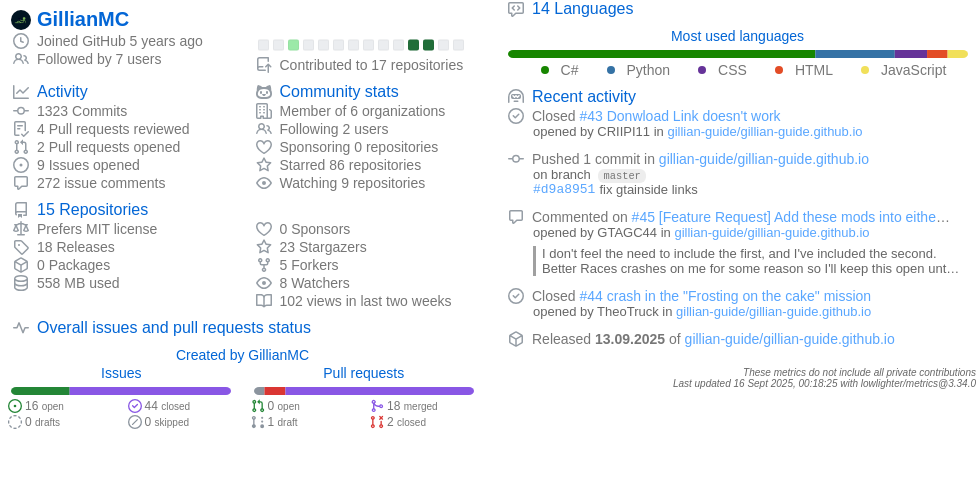 GillianMC
Joined GitHub 5 years ago
Followed by 7 users
Contributed to 17 repositories
Activity
1323 Commits
4 Pull requests reviewed
2 Pull requests opened
9 Issues opened
272 issue comments
Community stats
Member of 6 organizations
Following 2 users
Sponsoring 0 repositories
Starred 86 repositories
Watching 9 repositories
15 Repositories
Prefers MIT license
18 Releases
0 Packages
558 MB used
0 Sponsors
23 Stargazers
5 Forkers
8 Watchers
102 views in last two weeks
Overall issues and pull requests status
Created by GillianMC
Issues
16 open
44 closed
0 drafts
0 skipped
Pull requests
0 open
18 merged
1 draft
2 closed
14 Languages
Most used languages
C# Python CSS HTML JavaScript
Recent activity
Closed #43 Donwload Link doesn't work
opened by CRIIPI11 in gillian-guide/gillian-guide.github.io
Pushed 1 commit in gillian-guide/gillian-guide.github.io
on branch master
#d9a8951 fix gtainside links
Commented on #45 [Feature Request] Add these mods into eithe…
opened by GTAGC44 in gillian-guide/gillian-guide.github.io
I don't feel the need to include the first, and I've included the second.
Better Races crashes on me for some reason so I'll keep this open unt…
Closed #44 crash in the "Frosting on the cake" mission
opened by TheoTruck in gillian-guide/gillian-guide.github.io
Released 13.09.2025 of gillian-guide/gillian-guide.github.io
These metrics do not include all private contributions
Last updated 16 Sept 2025, 00:18:25 with lowlighter/metrics@3.34.0